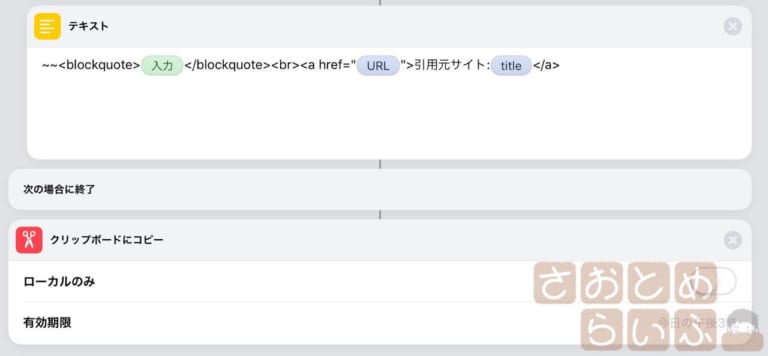 テキスト
~~<blockquote>入力</blockquote><br><a href="URL">引用元サイト:title</a>
次の場合に終了
クリップボードにコピー
ローカルのみ
さおとめ
有効期限
今日の午後3時
らいふ